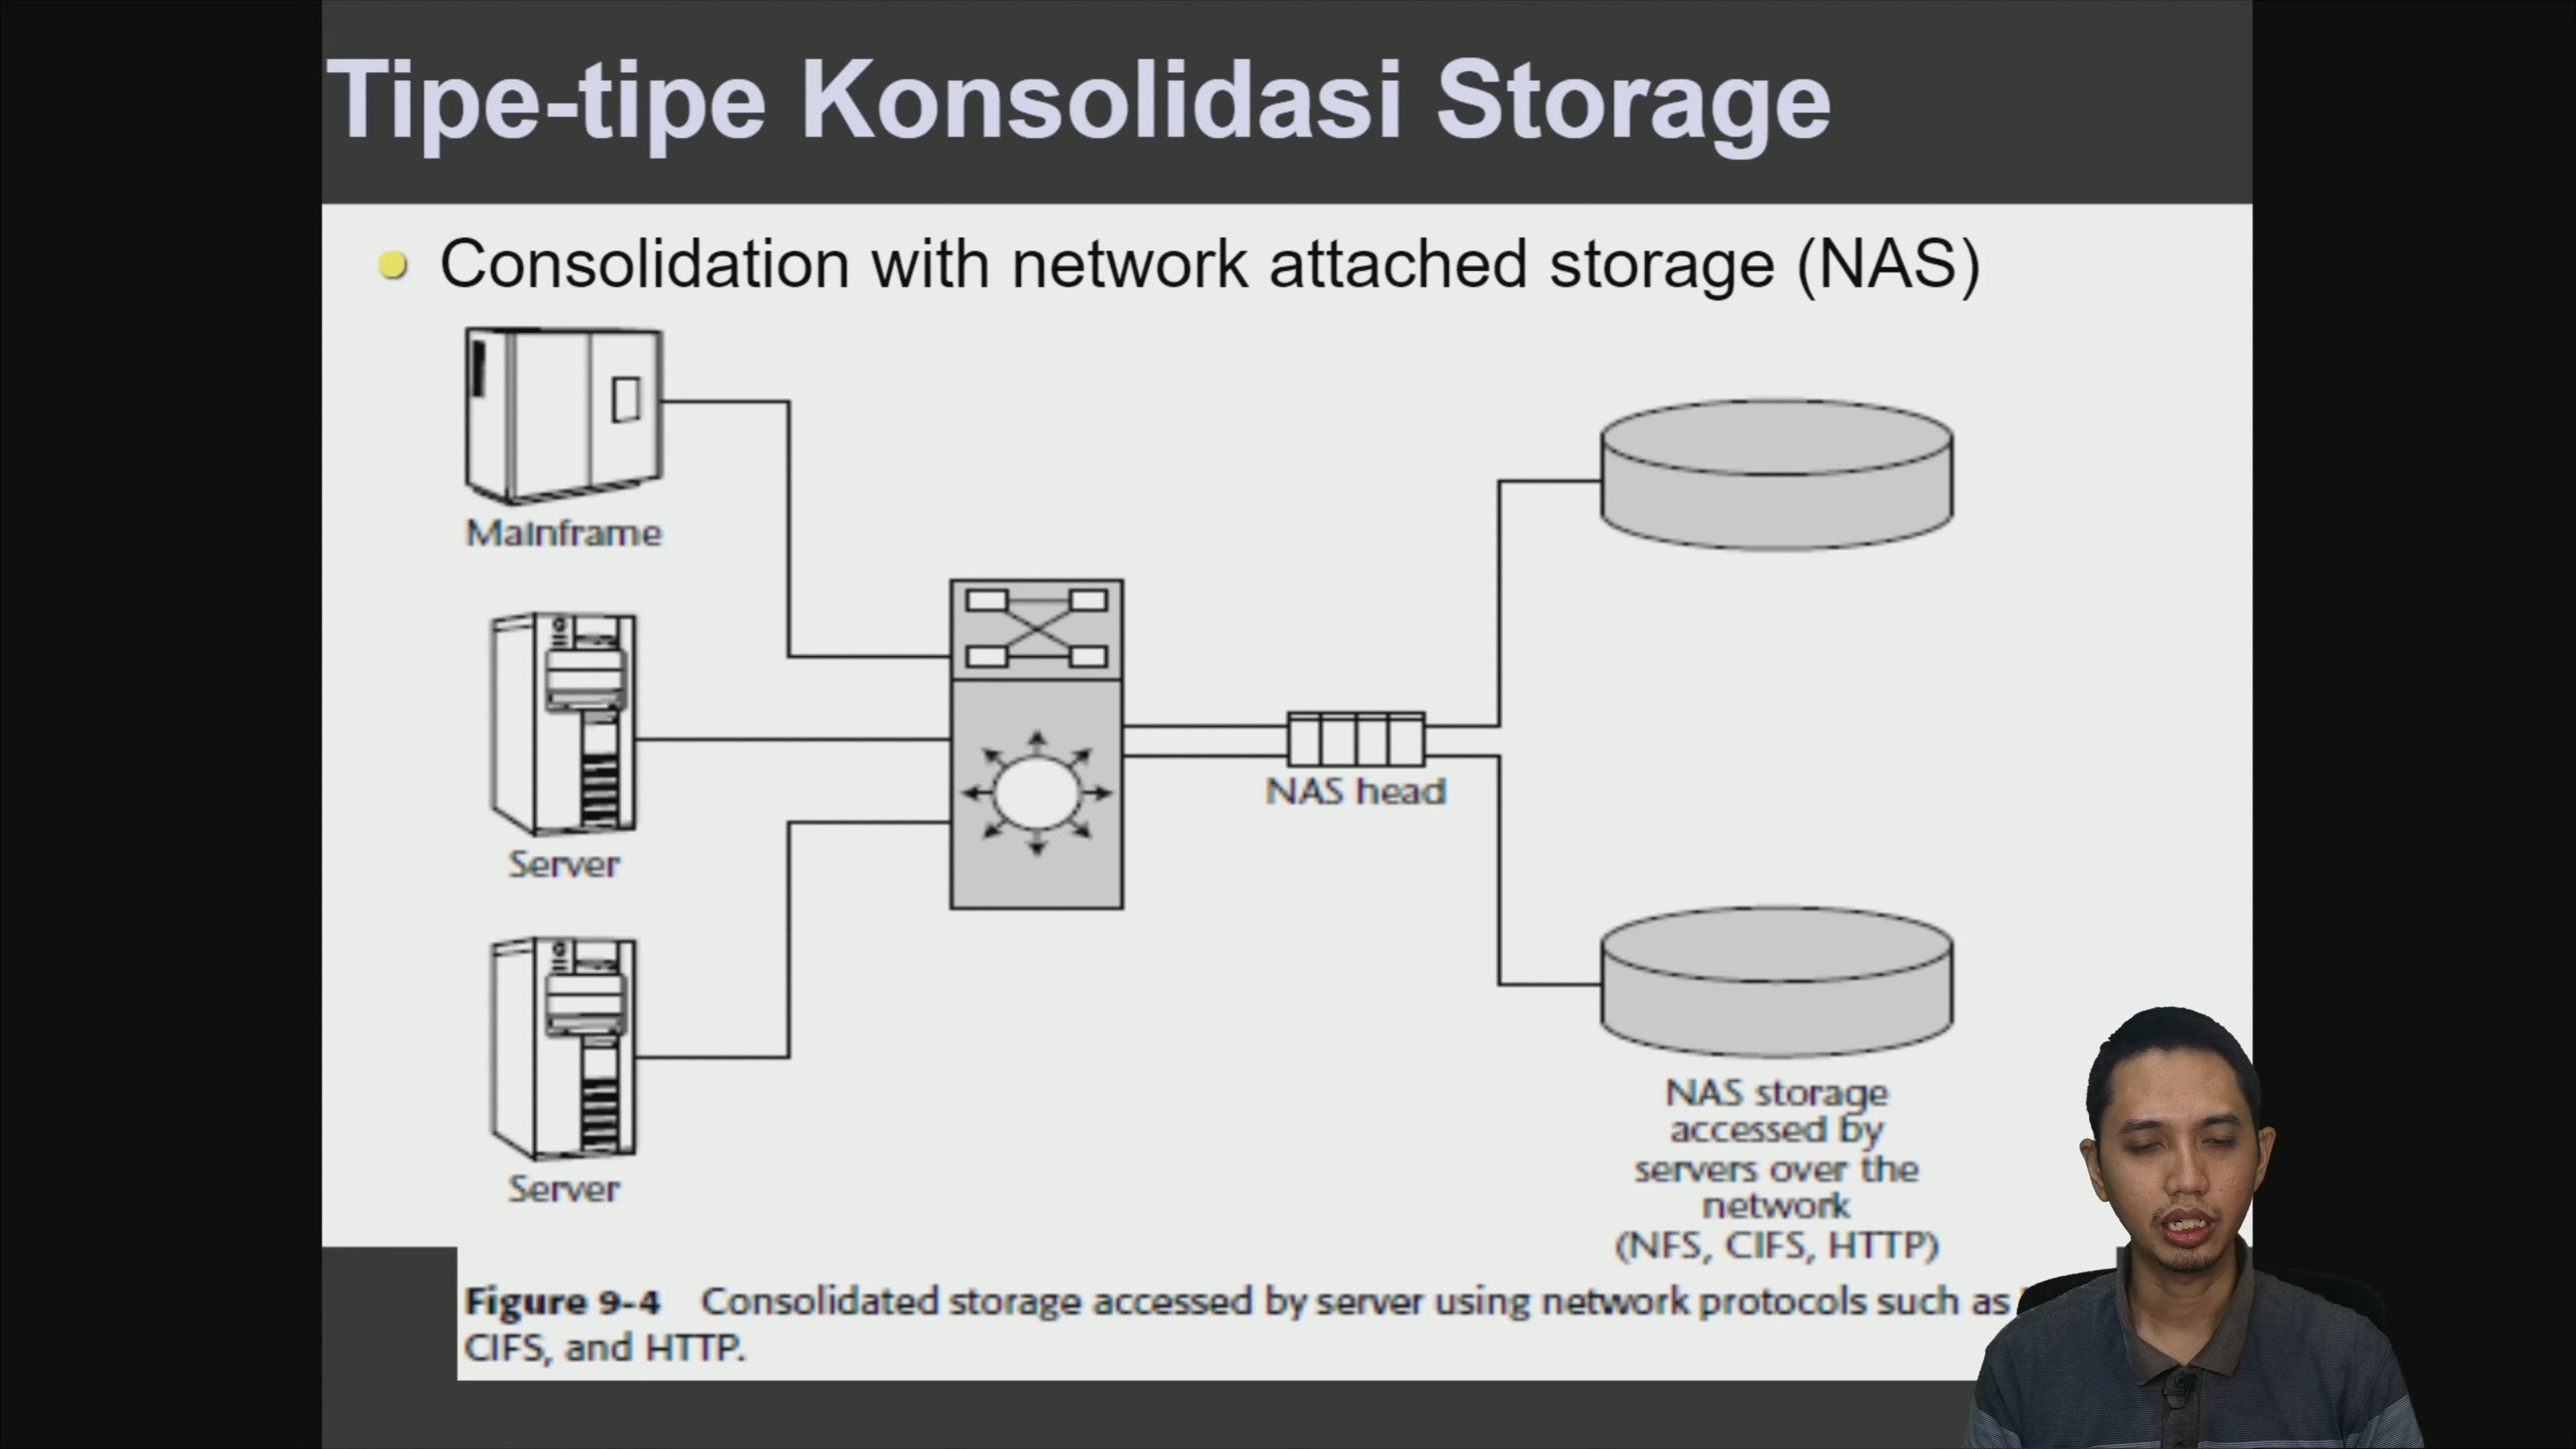 Tipe-tipe Konsolidasi Storage
Consolidation with network attached storage (NAS)
Mainframe
Server
NAS head
Server
NAS storage
accessed by
servers over the
network
(NFS, CIFS, HTTP)
Figure 9-4 Consolidated storage accessed by server using network protocols such as
CIFS, and HTTP.